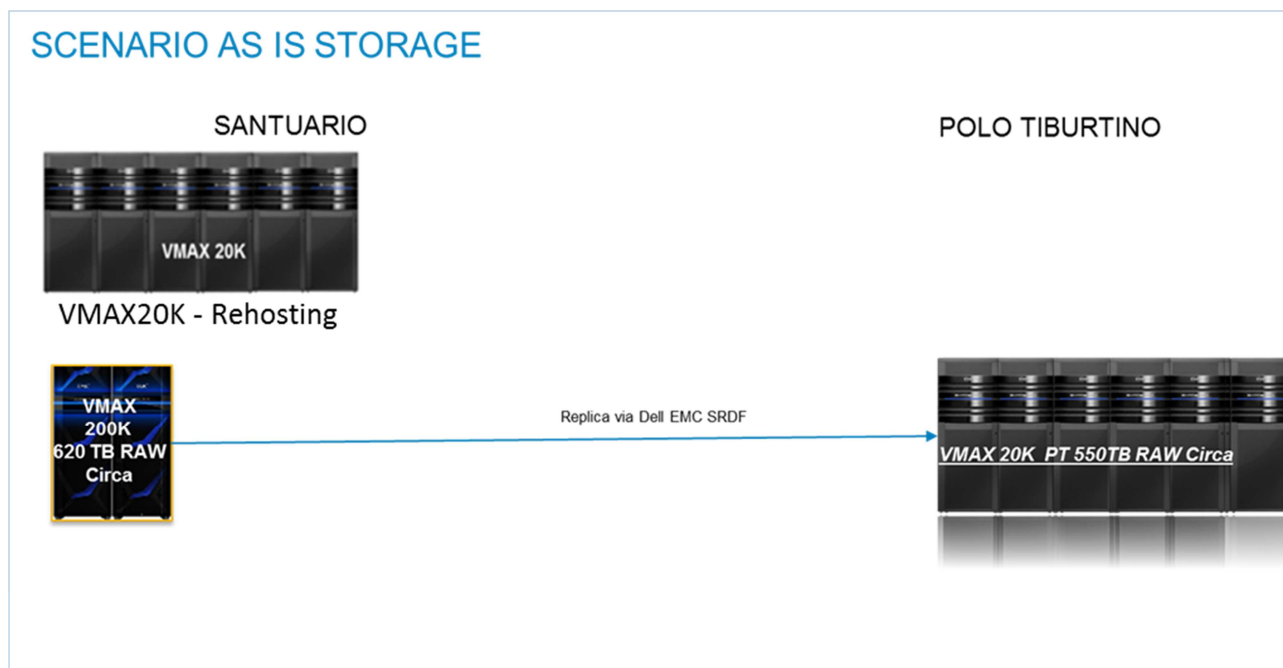 SCENARIO AS IS STORAGE
SANTUARIO
POLO TIBURTINO
VMAX 20K
VMAX20K - Rehosting
VMAX
200K
620 TB RAW
Circa
Replica via Dell EMC SRDF
VMAX 20K PT 550TB RAW Circa